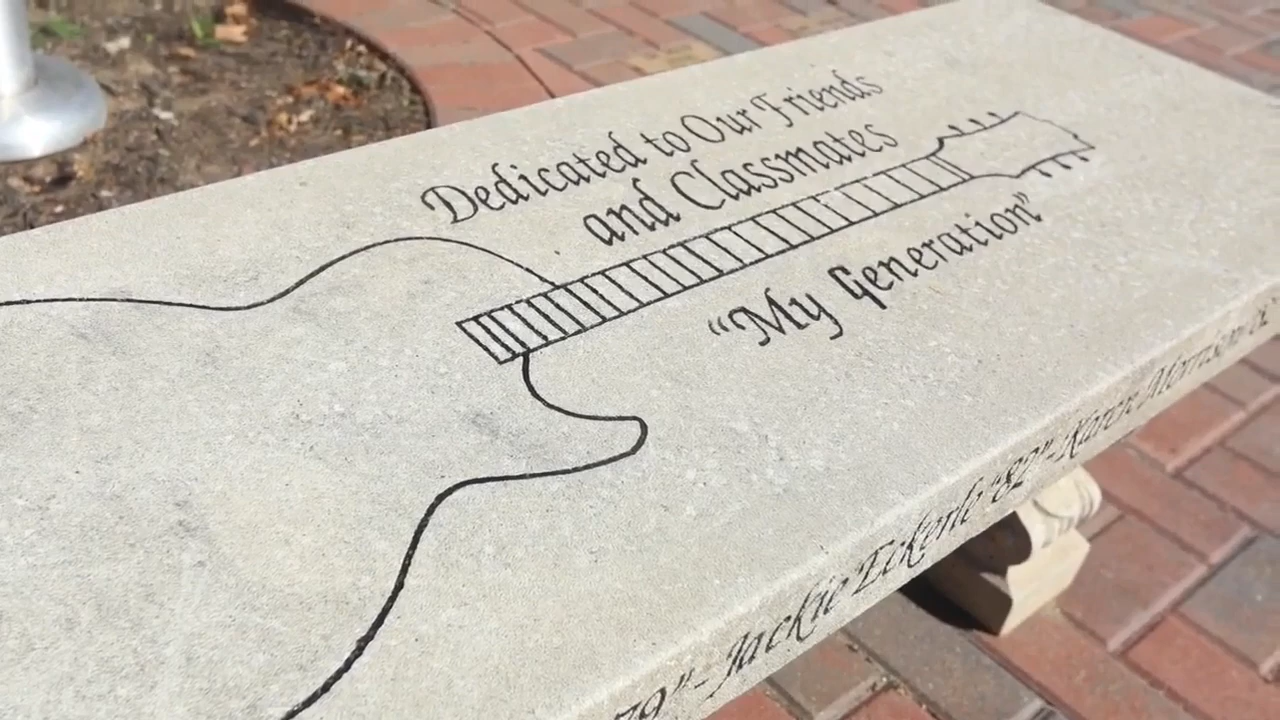 Dedicated to Our Friends
and Classmates
“My Generation”
79” - Jackie Eckerle “82” - Karen Morrison